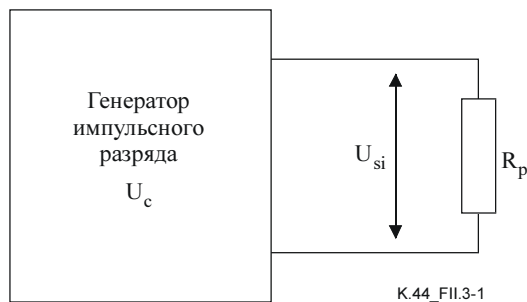 Генератор
импульсного
разряда
U_c
U_si
R_p
K.44_FII.3-1